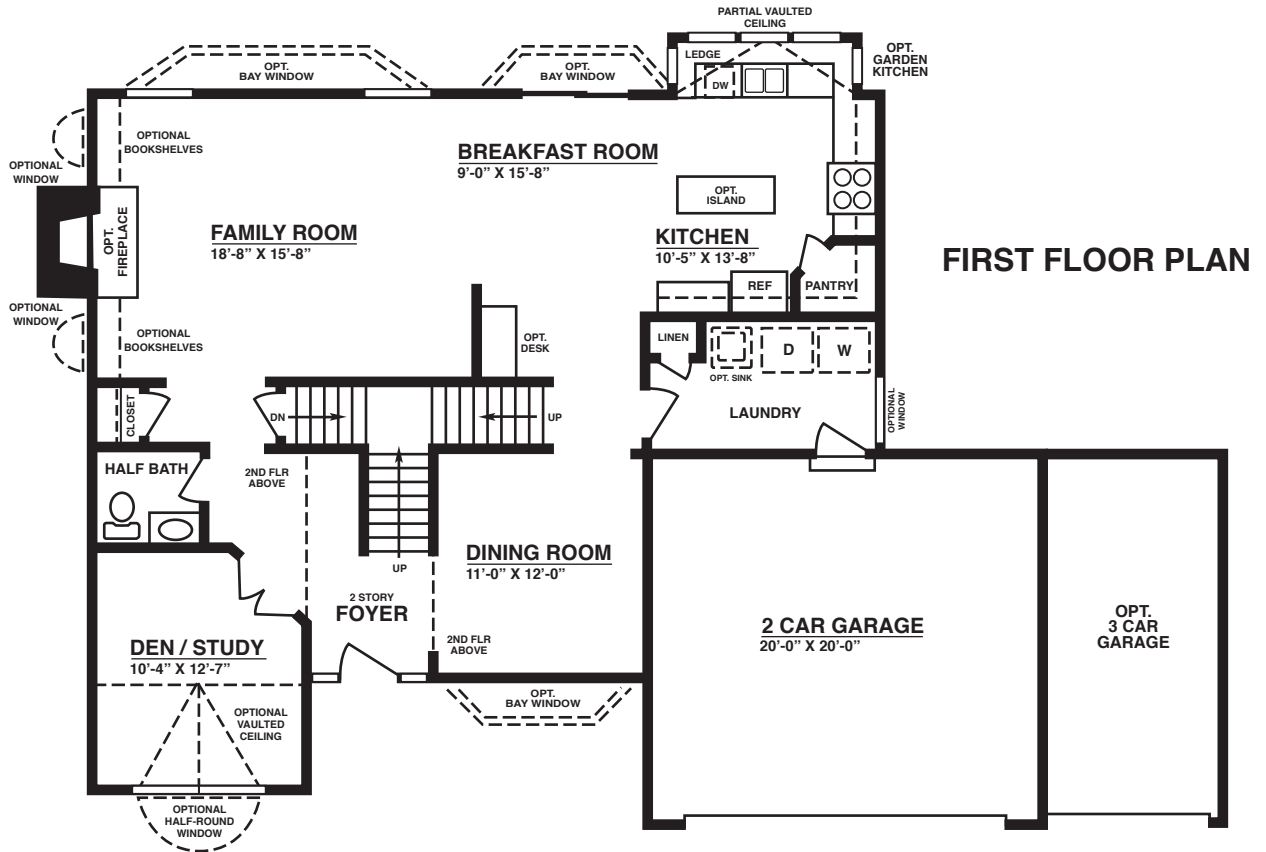 PARTIAL VAULTED
CEILING
OPT.
GARDEN
KITCHEN
LEDGE
DW
OPT.
BAY WINDOW
OPT.
BAY WINDOW
OPTIONAL
BOOKSHELVES
OPTIONAL
WINDOW
BREAKFAST ROOM
9'-0" X 15'-8"
OPT.
ISLAND
OPT.
FIREPLACE
FAMILY ROOM
18'-8" X 15'-8"
KITCHEN
10'-5" X 13'-8"
FIRST FLOOR PLAN
REF
PANTRY
OPTIONAL
WINDOW
OPTIONAL
BOOKSHELVES
OPT.
DESK
LINEN
OPT. SINK
D
W
CLOSET
DN
UP
LAUNDRY
OPTIONAL
WINDOW
HALF BATH
2ND FLR
ABOVE
UP
DINING ROOM
11'-0" X 12'-0"
2 STORY
FOYER
2ND FLR
ABOVE
DEN / STUDY
10'-4" X 12'-7"
2 CAR GARAGE
20'-0" X 20'-0"
OPT.
3 CAR
GARAGE
OPT.
BAY WINDOW
OPTIONAL
VAULTED
CEILING
OPTIONAL
HALF-ROUND
WINDOW